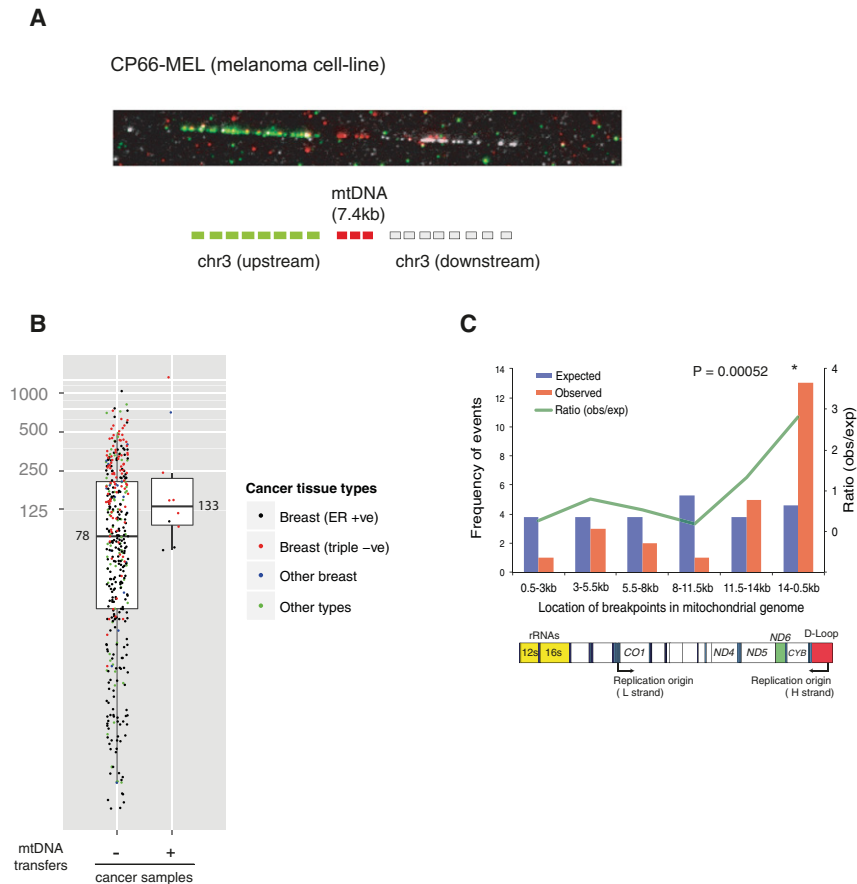 A
CP66-MEL (melanoma cell-line)
mtDNA
(7.4kb)
chr3 (upstream)
chr3 (downstream)
B
1000
500
250
125
78
133
Cancer tissue types
Breast (ER +ve)
Breast (triple –ve)
Other breast
Other types
mtDNA
transfers
-
+
cancer samples
C
Expected
Observed
Ratio (obs/exp)
P = 0.00052
*
Frequency of events
14
12
10
8
6
4
2
0
4
3
2
1
0
Ratio (obs/exp)
0.5-3kb
3-5.5kb
5.5-8kb
8-11.5kb
11.5-14kb
14-0.5kb
Location of breakpoints in mitochondrial genome
rRNAs
ND6
D-Loop
12s
16s
CO1
ND4
ND5
CYB
Replication origin
( L strand)
Replication origin
( H strand)